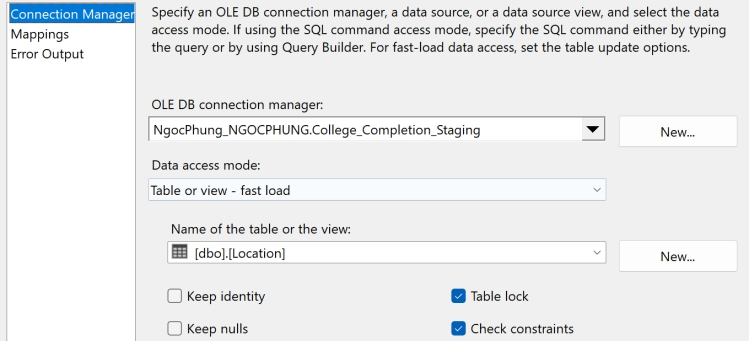 Connection Manager
Mappings
Error Output
Specify an OLE DB connection manager, a data source, or a data source view, and select the data
access mode. If using the SQL command access mode, specify the SQL command either by typing
the query or by using Query Builder. For fast-load data access, set the table update options.
OLE DB connection manager:
NgocPhung_NGOCPHUNG.College_Completion_Staging
New...
Data access mode:
Table or view - fast load
Name of the table or the view:
[dbo].[Location]
New...
Keep identity
Table lock
Keep nulls
Check constraints